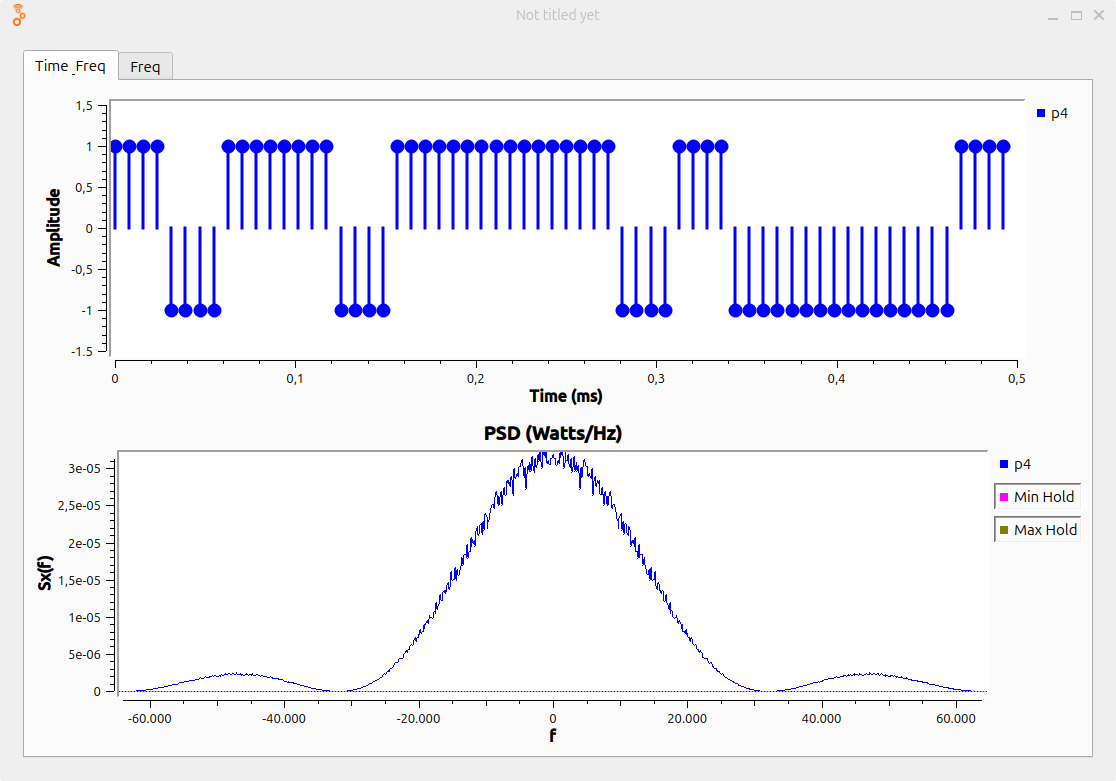 Not titled yet
Time_Freq
Freq
1,5
1
0,5
0
-0,5
-1
-1.5
Amplitude
p4
0 0,1 0,2 0,3 0,4 0,5
Time (ms)
PSD (Watts/Hz)
3e-05
2,5e-05
2e-05
1,5e-05
1e-05
5e-06
0
Sx(f)
p4
Min Hold
Max Hold
-60.000 -40.000 -20.000 0 20.000 40.000 60.000
f